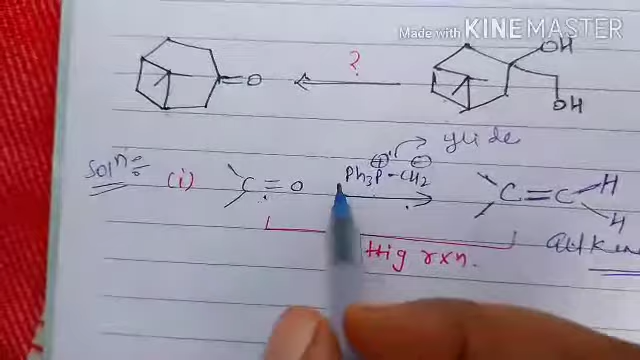 Made with KINEMASTER
?
OH
O
OH
ylide
Solⁿ :-
(i) C = O Ph₃P⊕ - CH₂⊖ C = C H H
alken
ttig rxn.